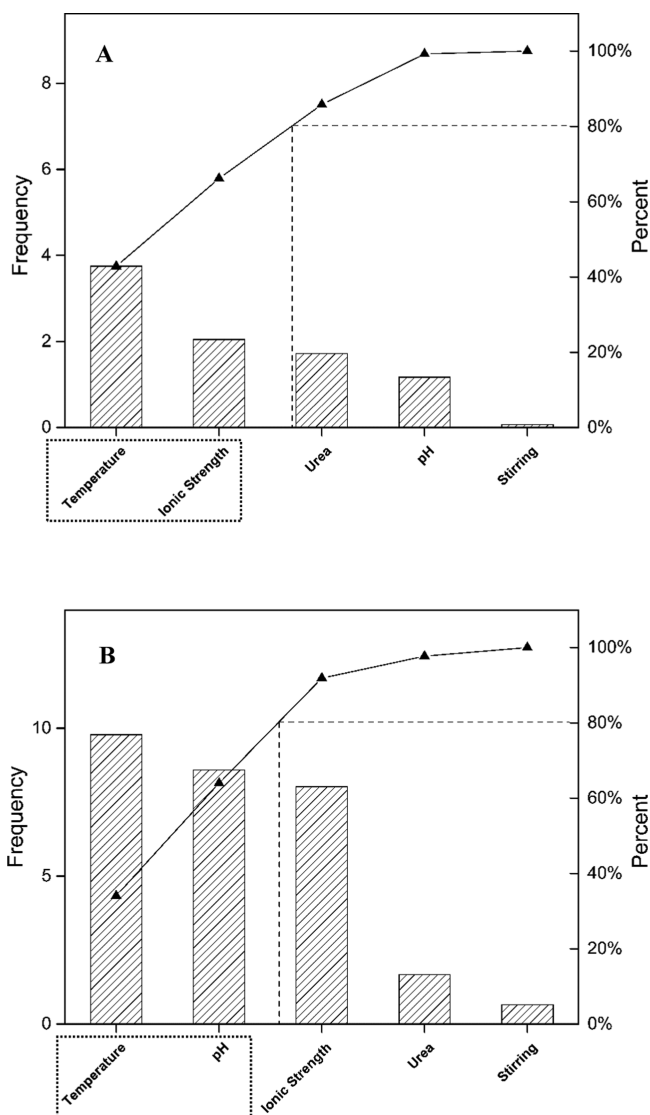 A
8
6
4
2
0
Frequency
100%
80%
60%
40%
20%
0%
Percent
Temperature
Ionic Strength
Urea
pH
Stirring
B
10
5
0
Frequency
100%
80%
60%
40%
20%
0%
Percent
Temperature
pH
Ionic Strength
Urea
Stirring